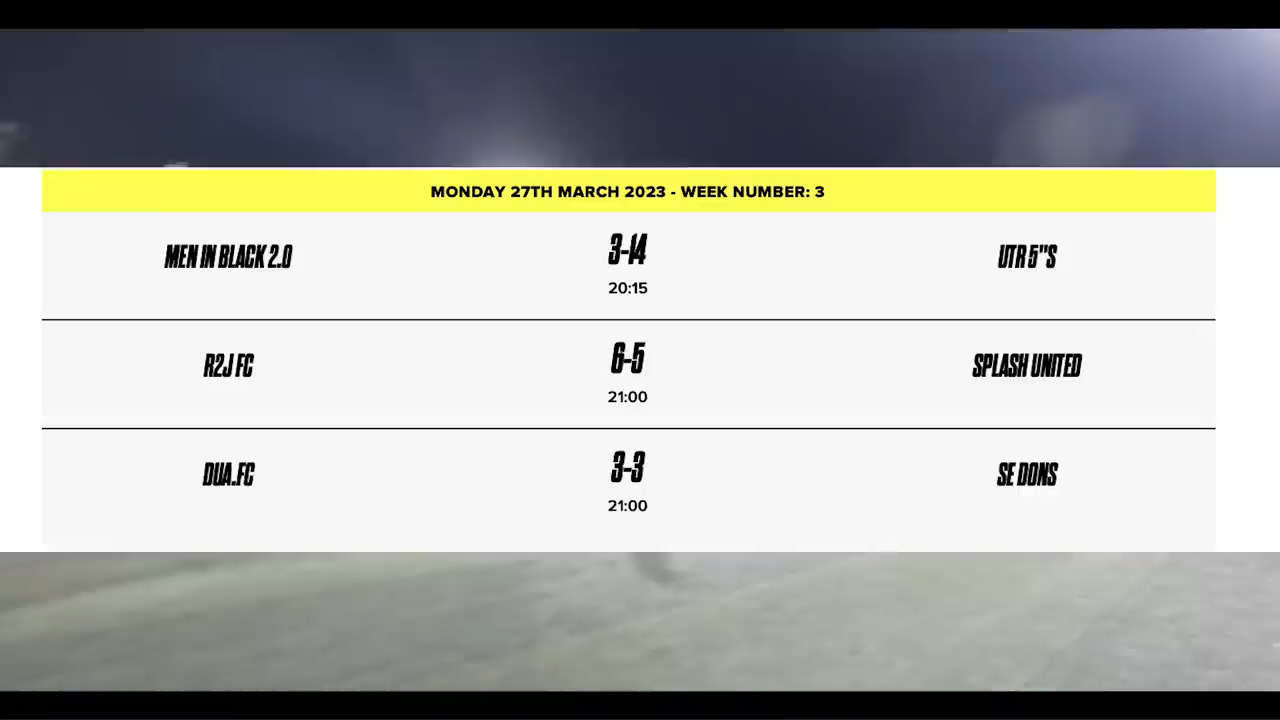 MONDAY 27TH MARCH 2023 - WEEK NUMBER: 3
MEN IN BLACK 2.0 3-14 UTR 5"S
20:15
R2J FC 6-5 SPLASH UNITED
21:00
DUA.FC 3-3 SE DONS
21:00